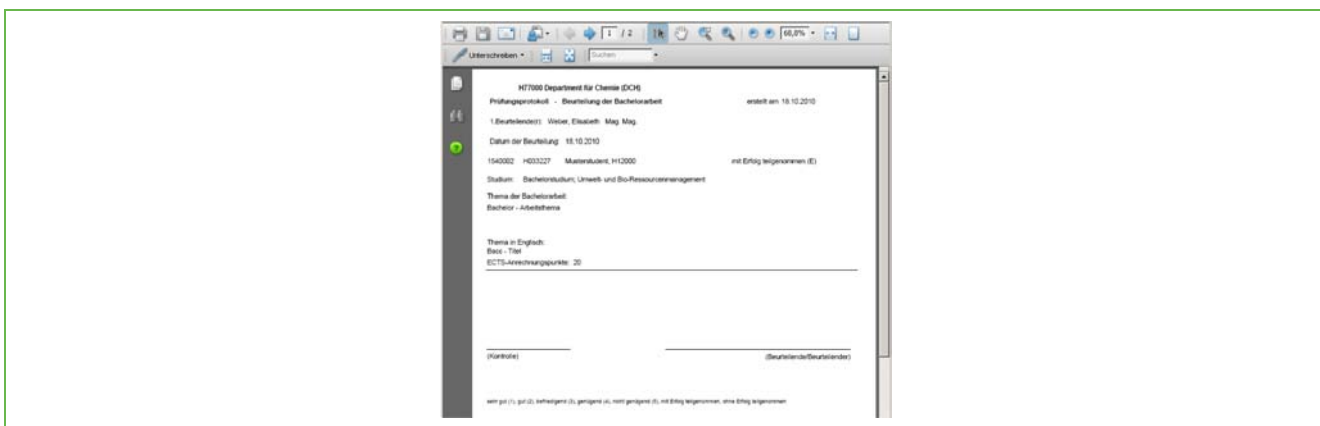 1 / 2
68,8%
Unterschreiben
Suchen
H77000 Department für Chemie (DCH)
Prüfungsprotokoll - Beurteilung der Bachelorarbeit erstellt am 18.10.2010
1.Beurteilende(r): Weber, Elisabeth Mag. Mag.
Datum der Beurteilung: 18.10.2010
1540002 H033227 Musterstudent, H12000 mit Erfolg teilgenommen (E)
Studium: Bachelorstudium; Umwelt- und Bio-Ressourcenmanagement
Thema der Bachelorarbeit:
Bachelor - Arbeitsthema
Thema in Englisch:
Bacc - Titel
ECTS-Anrechnungspunkte: 20
(Kontrolle) (Beurteilende/Beurteilender)
sehr gut (1), gut (2), befriedigend (3), genügend (4), nicht genügend (5), mit Erfolg teilgenommen, ohne Erfolg teilgenommen